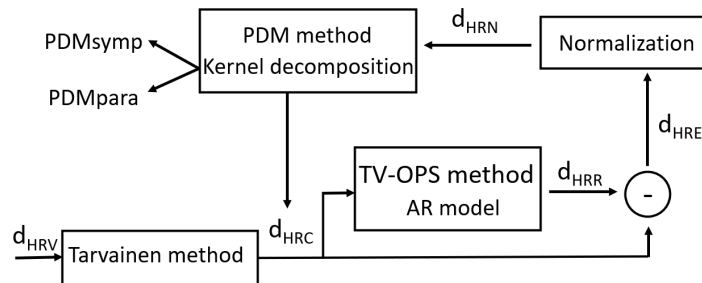 d_HRN
PDM method
Kernel decomposition
Normalization
PDMsymp
PDMpara
d_HRE
TV-OPS method
AR model
d_HRR
-
d_HRV
Tarvainen method
d_HRC